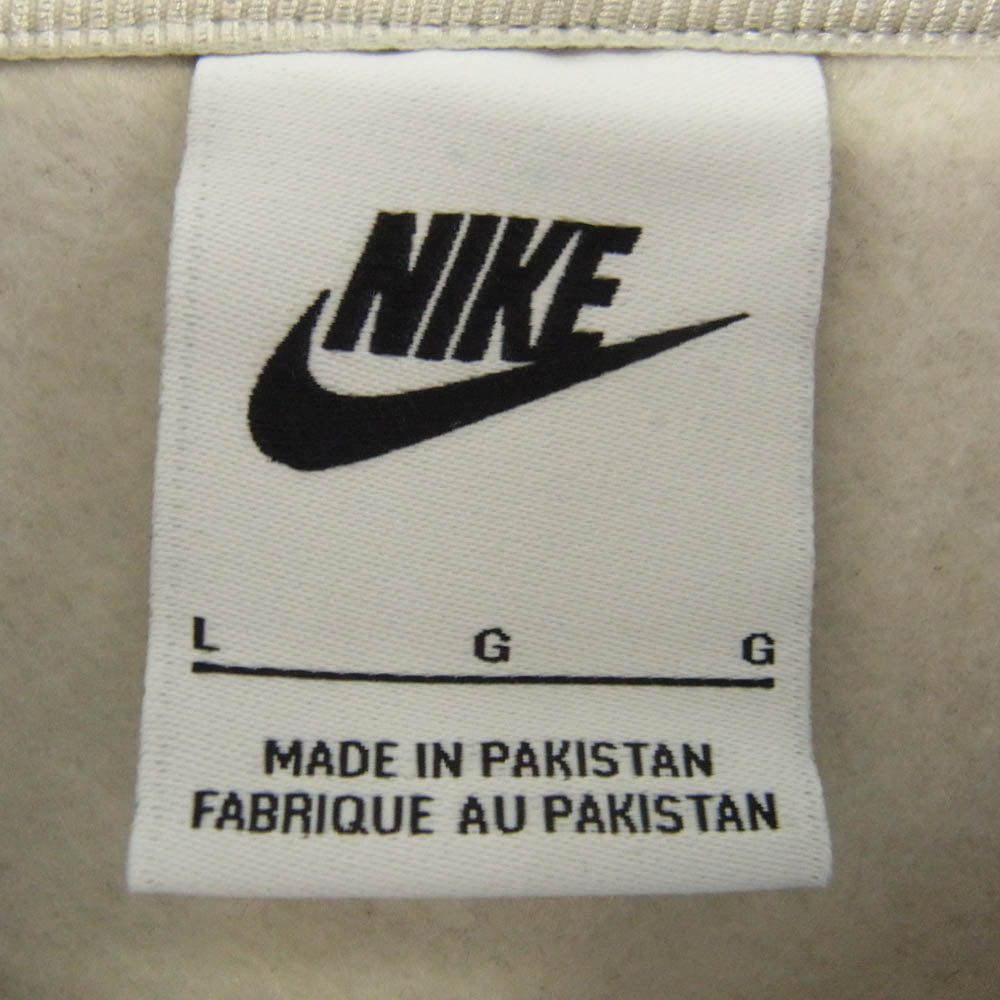 NIKE
L G G
MADE IN PAKISTAN
FABRIQUE AU PAKISTAN